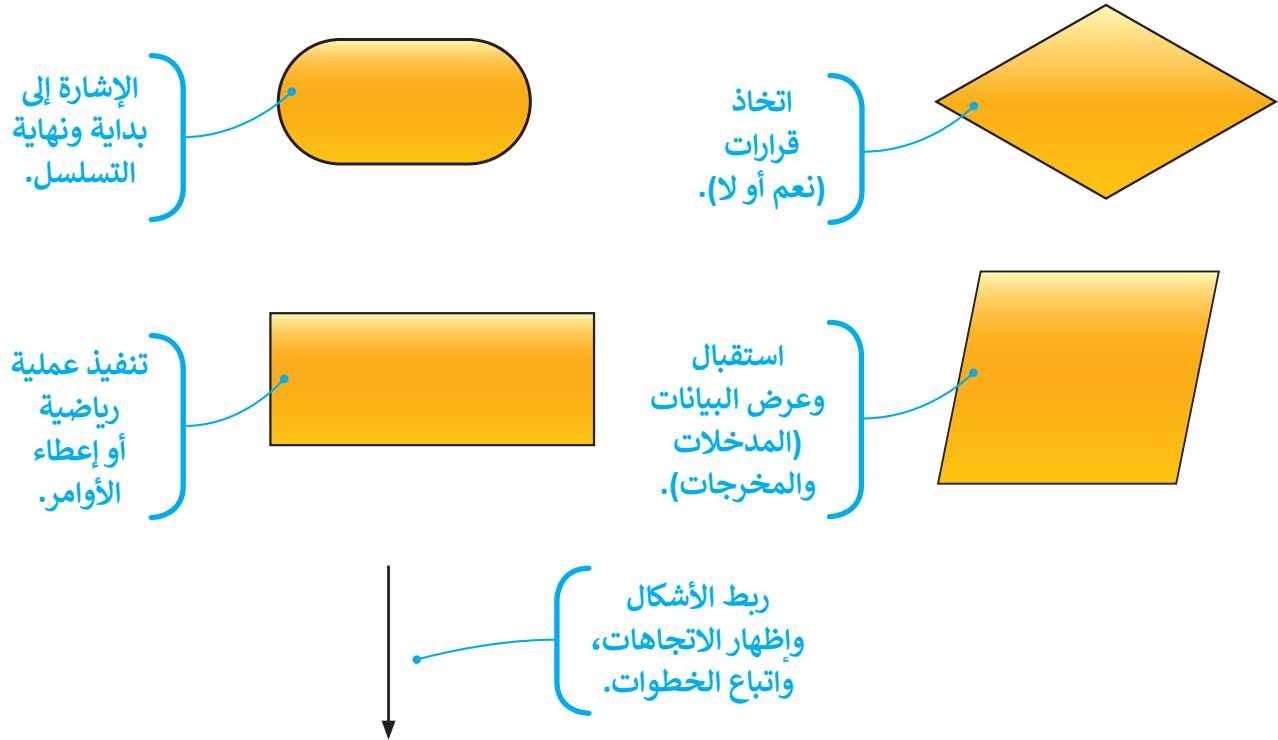 اتخاذ
قرارات
(نعم أو لا).
الإشارة إلى
بداية ونهاية
التسلسل.
استقبال
وعرض البيانات
(المدخلات
والمخرجات).
تنفيذ عملية
رياضية
أو إعطاء
الأوامر.
ربط الأشكال
وإظهار الاتجاهات،
واتباع الخطوات.